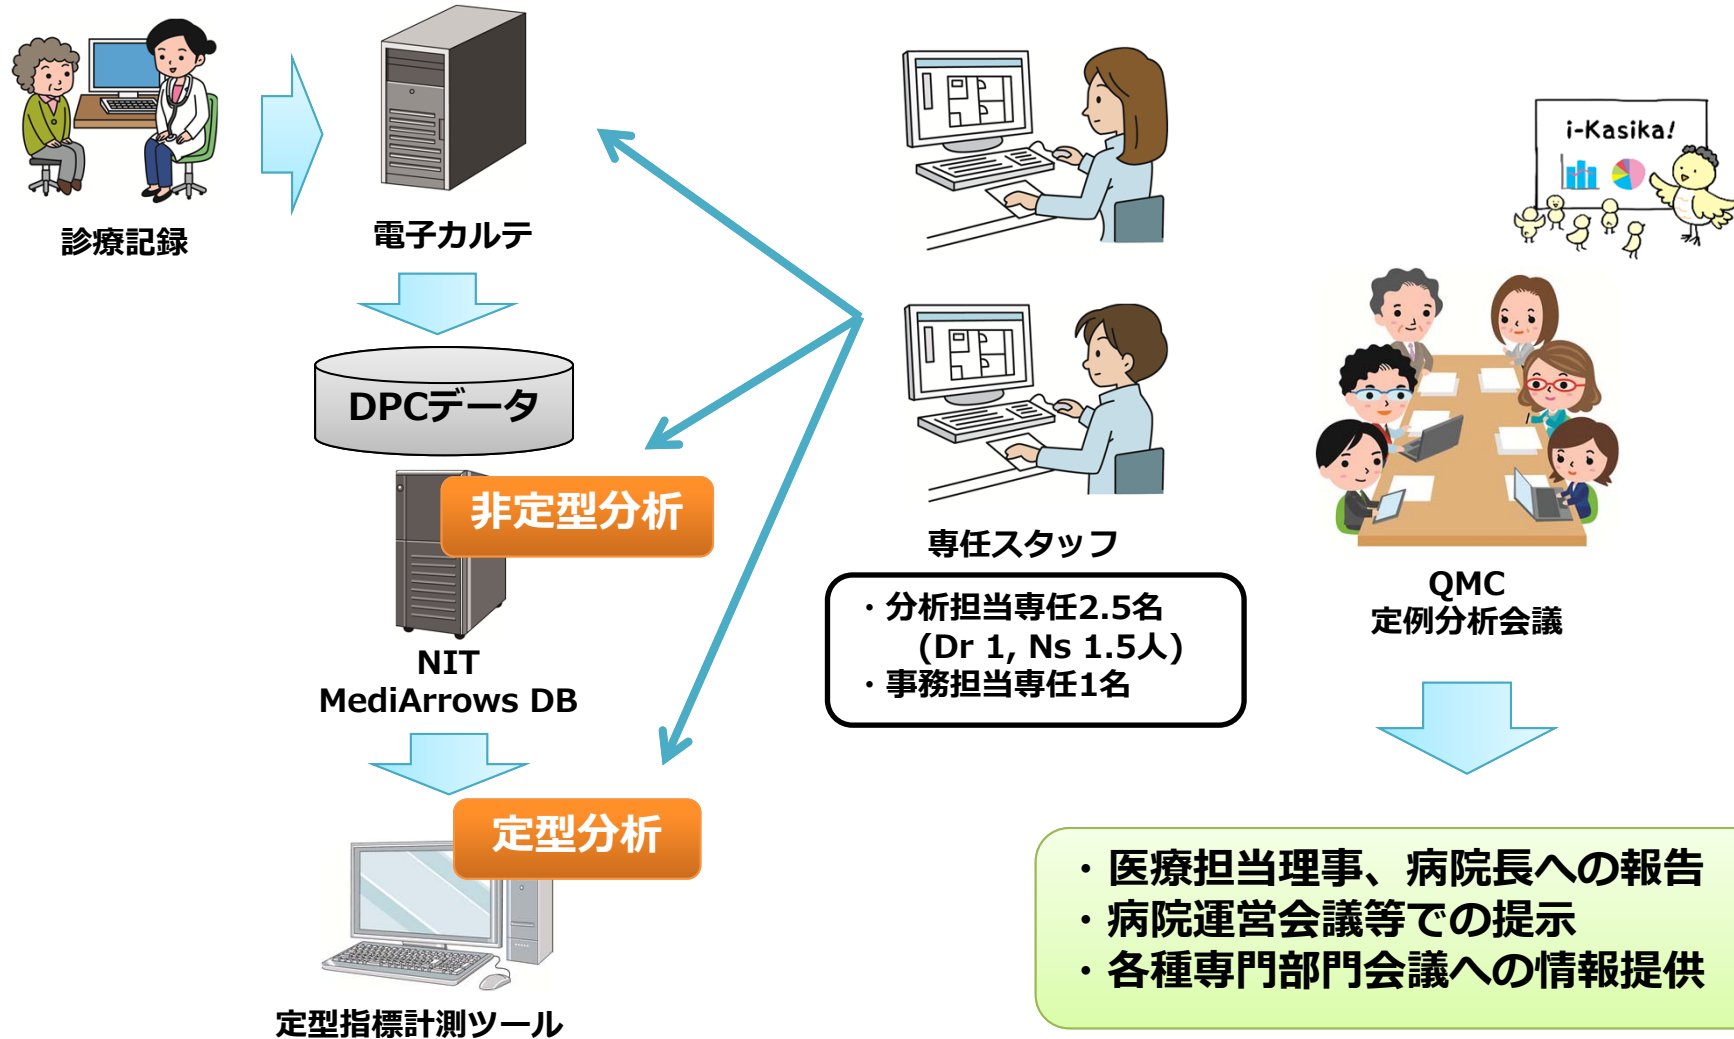 診療記録
電子カルテ
DPCデータ
非定型分析
NIT
MediArrows DB
定型分析
定型指標計測ツール
専任スタッフ
・分析担当専任2.5名
(Dr 1, Ns 1.5人)
・事務担当専任1名
i-Kasika!
QMC
定例分析会議
・医療担当理事、病院長への報告
・病院運営会議等での提示
・各種専門部門会議への情報提供